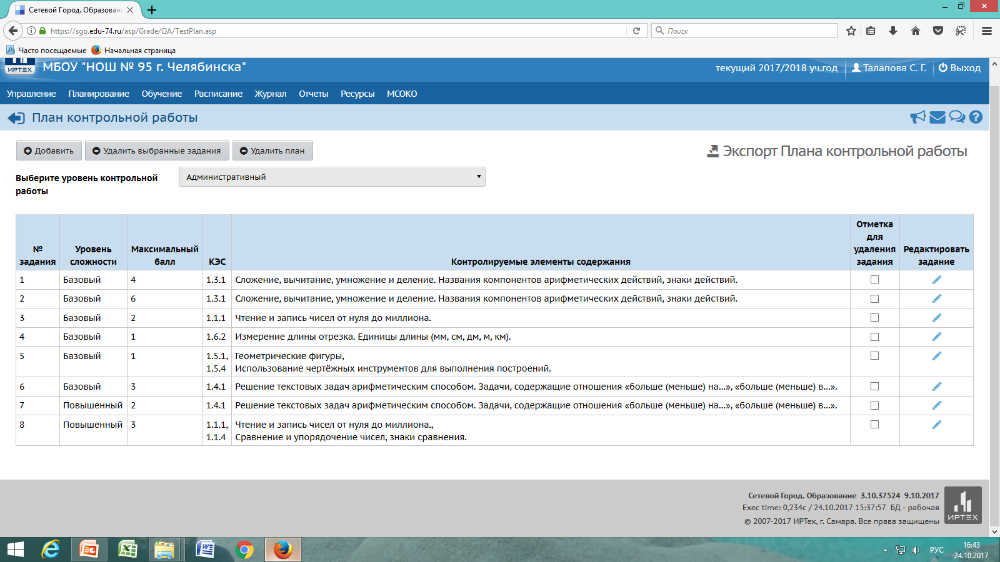 Сетевой Город. Образован
https://sgo.edu-74.ru/asp/Grade/QA/TestPlan.asp
Поиск
Часто посещаемые
Начальная страница
ИРТЕХ
МБОУ "НОШ № 95 г. Челябинска"
текущий 2017/2018 уч.год
Талапова С. Г.
Выход
Управление Планирование Обучение Расписание Журнал Отчеты Ресурсы МСОКО
План контрольной работы
Добавить
Удалить выбранные задания
Удалить план
Экспорт Плана контрольной работы
Выберите уровень контрольной
работы
Административный
№
задания
Уровень
сложности
Максимальный
балл
КЭС
Контролируемые элементы содержания
Отметка
для
удаления
задания
Редактировать
задание
1 Базовый 4 1.3.1 Сложение, вычитание, умножение и деление. Названия компонентов арифметических действий, знаки действий.
2 Базовый 6 1.3.1 Сложение, вычитание, умножение и деление. Названия компонентов арифметических действий, знаки действий.
3 Базовый 2 1.1.1 Чтение и запись чисел от нуля до миллиона.
4 Базовый 1 1.6.2 Измерение длины отрезка. Единицы длины (мм, см, дм, м, км).
5 Базовый 1 1.5.1, Геометрические фигуры,
1.5.4 Использование чертёжных инструментов для выполнения построений.
6 Базовый 3 1.4.1 Решение текстовых задач арифметическим способом. Задачи, содержащие отношения «больше (меньше) на…», «больше (меньше) в…».
7 Повышенный 2 1.4.1 Решение текстовых задач арифметическим способом. Задачи, содержащие отношения «больше (меньше) на…», «больше (меньше) в…».
8 Повышенный 3 1.1.1, Чтение и запись чисел от нуля до миллиона.,
1.1.4 Сравнение и упорядочение чисел, знаки сравнения.
Сетевой Город. Образование 3.10.37524 9.10.2017
Exec time: 0,234с / 24.10.2017 15:37:57 БД - рабочая
© 2007-2017 ИРТех, г. Самара. Все права защищены
ИРТЕХ
РУС
16:43
24.10.2017